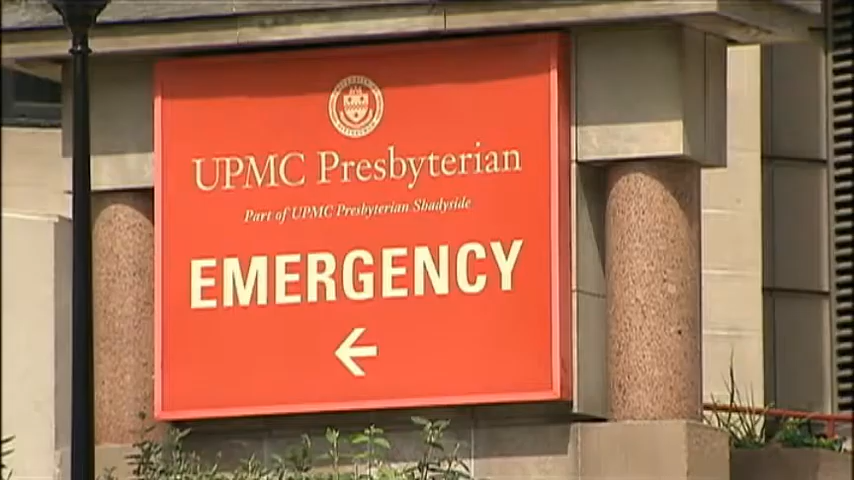 UPMC Presbyterian
Part of UPMC Presbyterian Shadyside
EMERGENCY